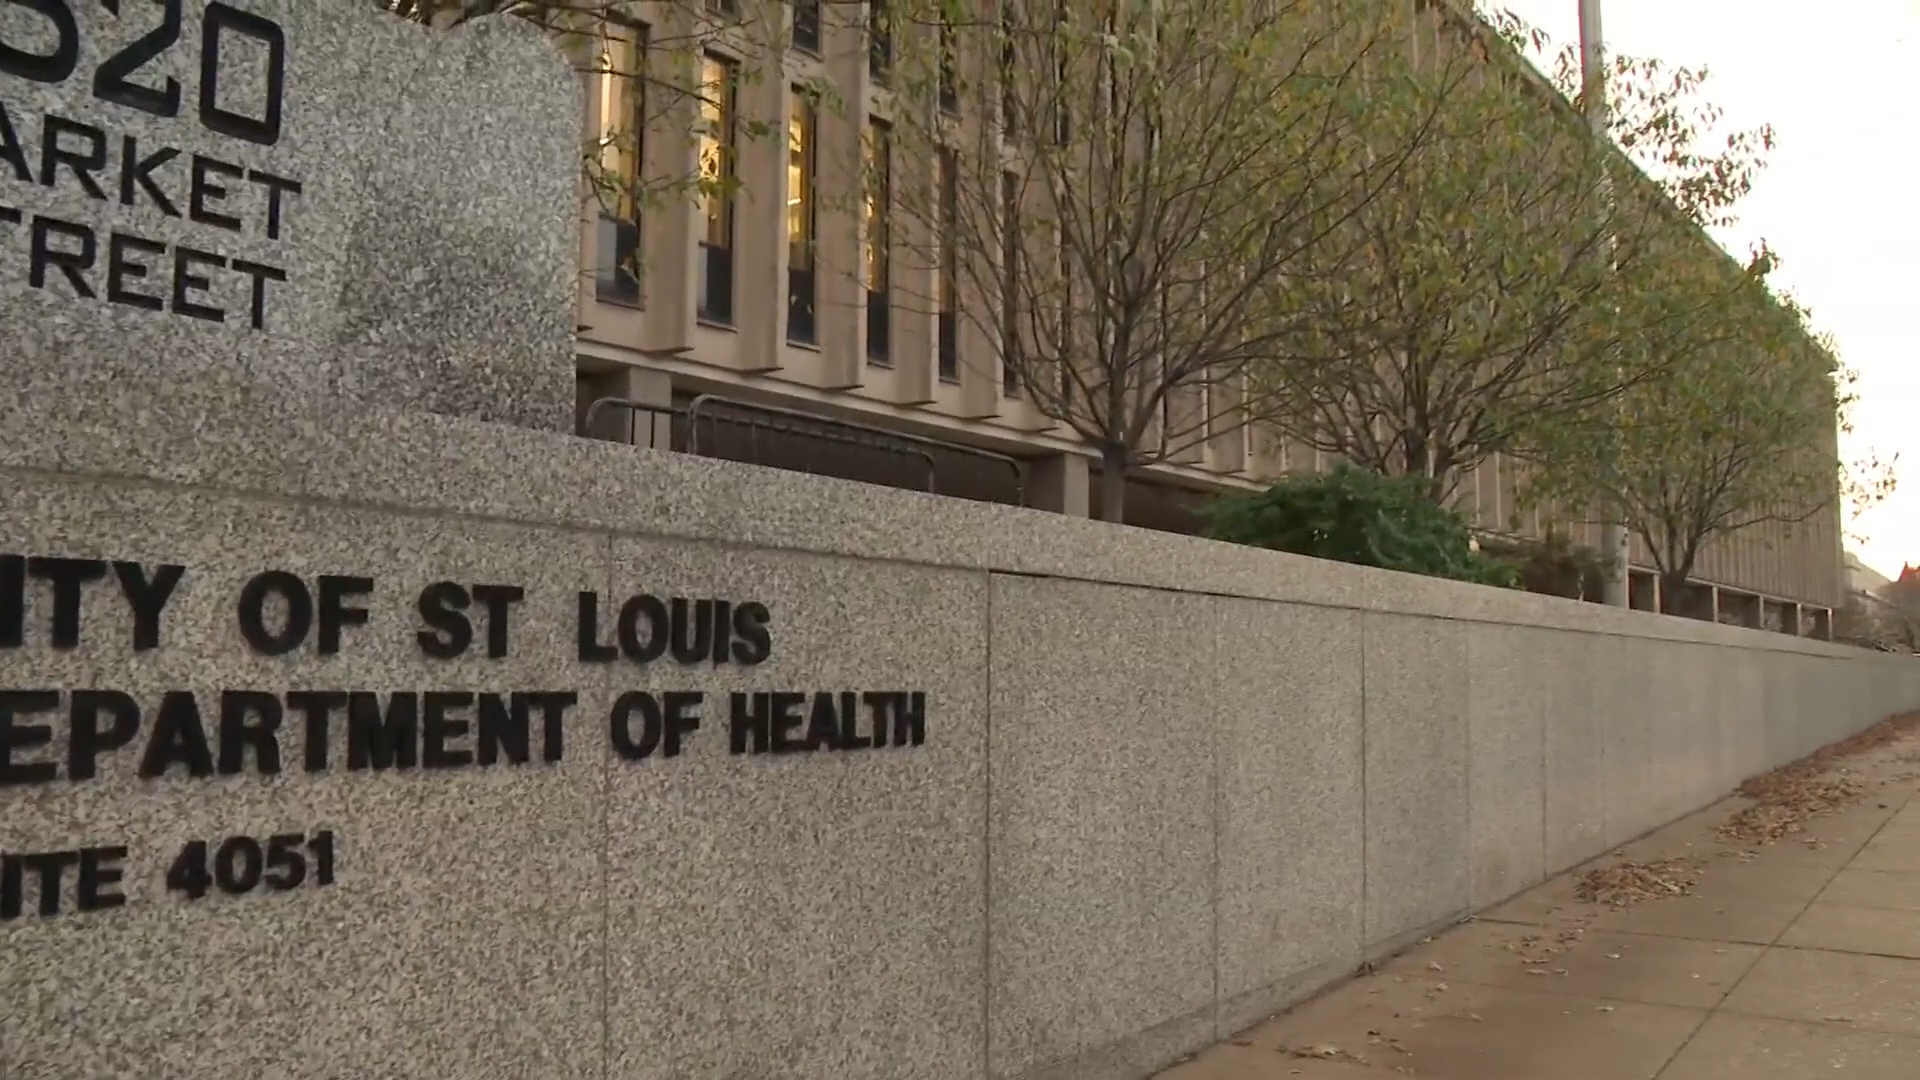 520
ARKET
TREET
ITY OF ST LOUIS
EPARTMENT OF HEALTH
ITE 4051